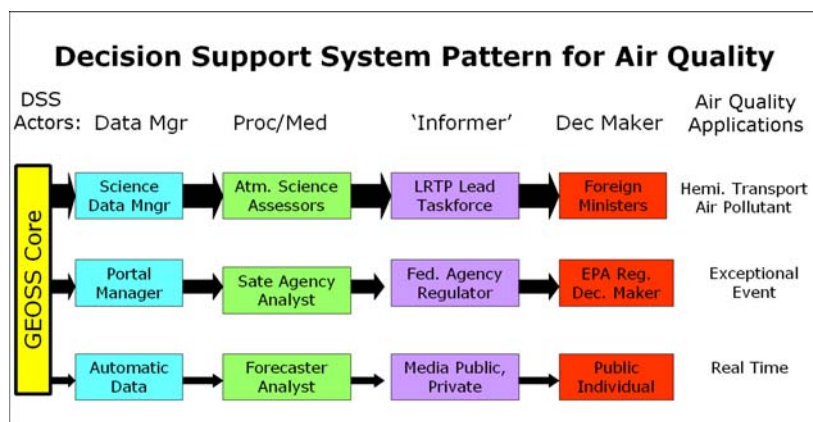 Decision Support System Pattern for Air Quality
DSS
Actors:
Data Mgr
Proc/Med
‘Informer’
Dec Maker
Air Quality
Applications
GEOSS Core
Science
Data Mngr
Atm. Science
Assessors
LRTP Lead
Taskforce
Foreign
Ministers
Hemi. Transport
Air Pollutant
Portal
Manager
Sate Agency
Analyst
Fed. Agency
Regulator
EPA Reg.
Dec. Maker
Exceptional
Event
Automatic
Data
Forecaster
Analyst
Media Public,
Private
Public
Individual
Real Time